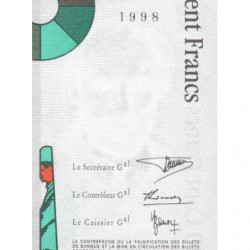 1998
ent Francs
Le Secrétaire Gal
Le Contrôleur Gal
Le Caissier Gal
LA CONTREFAÇON OU LA FALSIFICATION DES BILLETS
DE BANQUE ET LA MISE EN CIRCULATION DES BILLETS